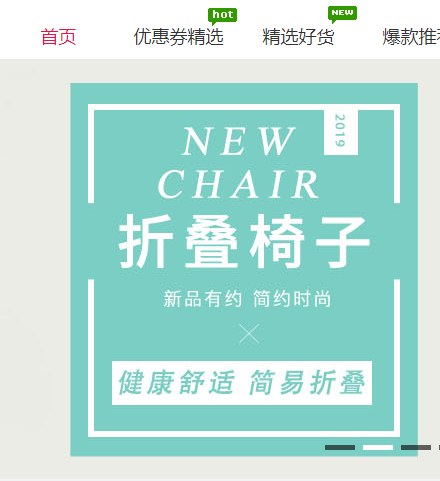 hot NEW
首页 优惠券精选 精选好货 爆款推荐
2019
NEW
CHAIR
折叠椅子
新品有约 简约时尚
健康舒适 简易折叠